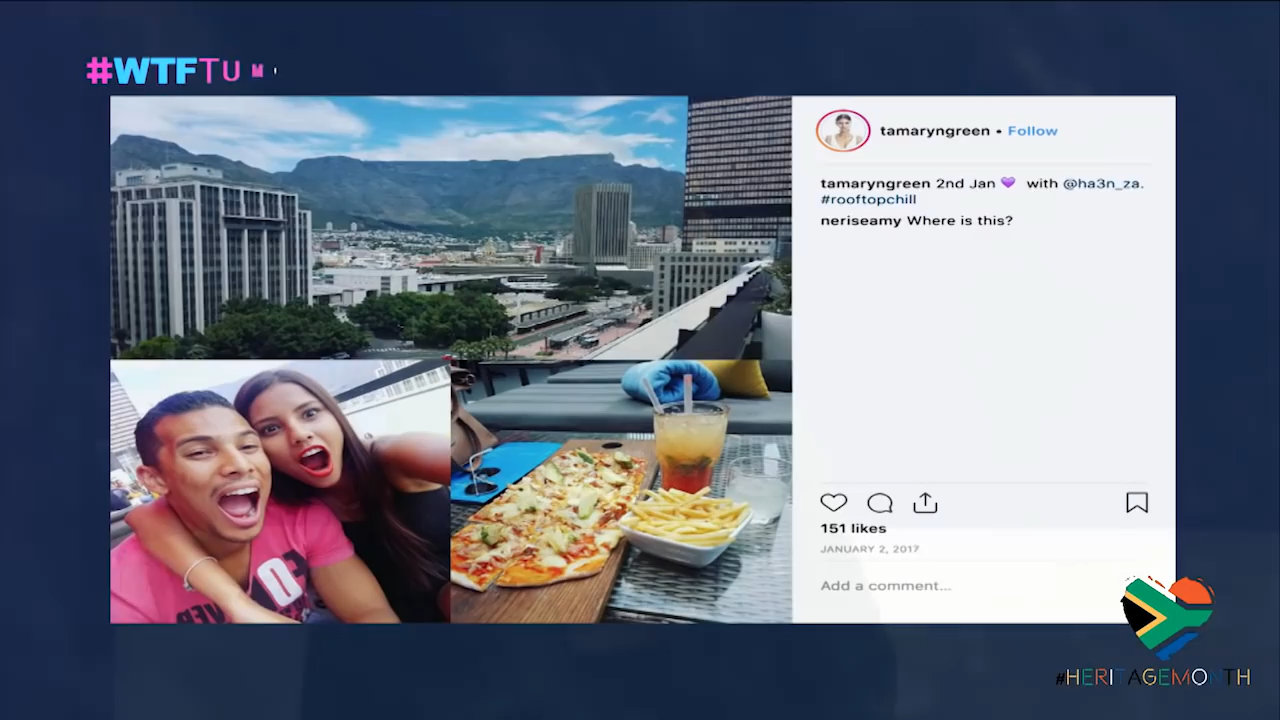 #WTFTU M
tamaryngreen • Follow
tamaryngreen 2nd Jan 💜 with @ha3n_za.
#rooftopchill
neriseamy Where is this?
151 likes
JANUARY 2, 2017
Add a comment...
#HERITAGEMONTH